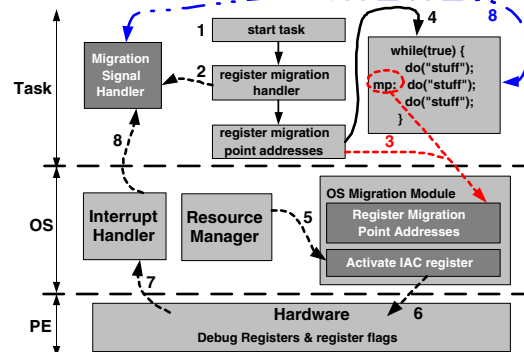 1
start task
4
8
Migration
Signal
Handler
2
register migration
handler
while(true) {
do("stuff");
mp: do("stuff");
do("stuff");
}
Task
register migration
point addresses
3
8
OS
Interrupt
Handler
Resource
Manager
5
OS Migration Module
Register Migration
Point Addresses
Activate IAC register
7
6
PE
Hardware
Debug Registers & register flags